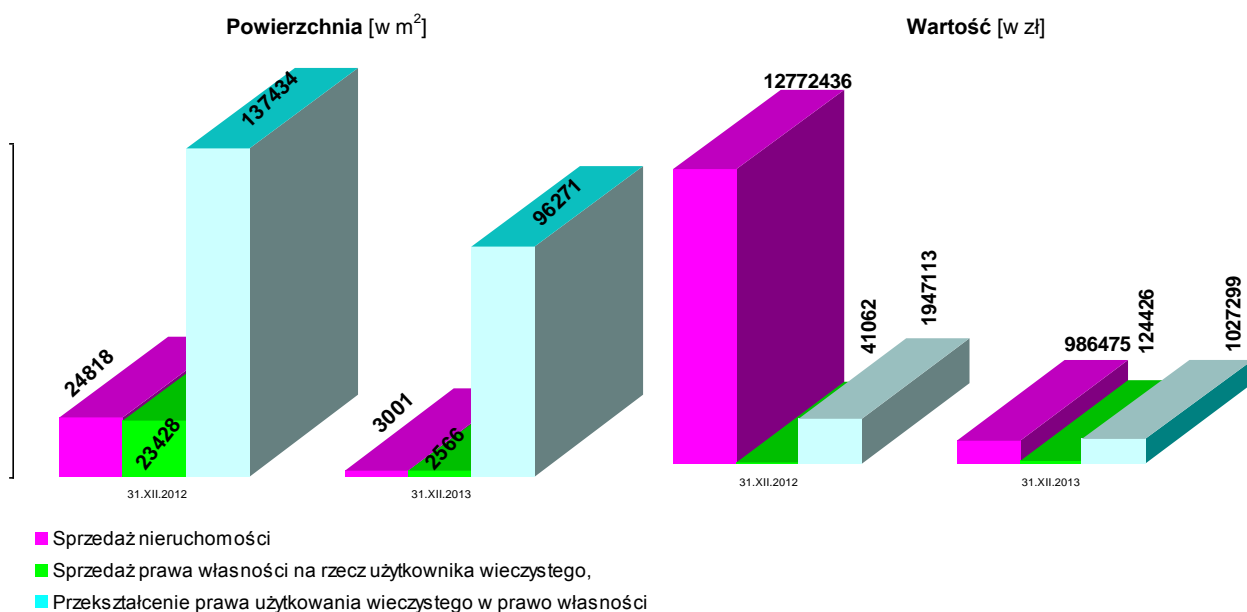 Powierzchnia [w m²]
Wartość [w zł]
24818
23428
137434
3001
2566
96271
31.XII.2012
31.XII.2013
12772436
41062
1947113
986475
124426
1027299
31.XII.2012
31.XII.2013
Sprzedaż nieruchomości
Sprzedaż prawa własności na rzecz użytkownika wieczystego,
Przekształcenie prawa użytkowania wieczystego w prawo własności